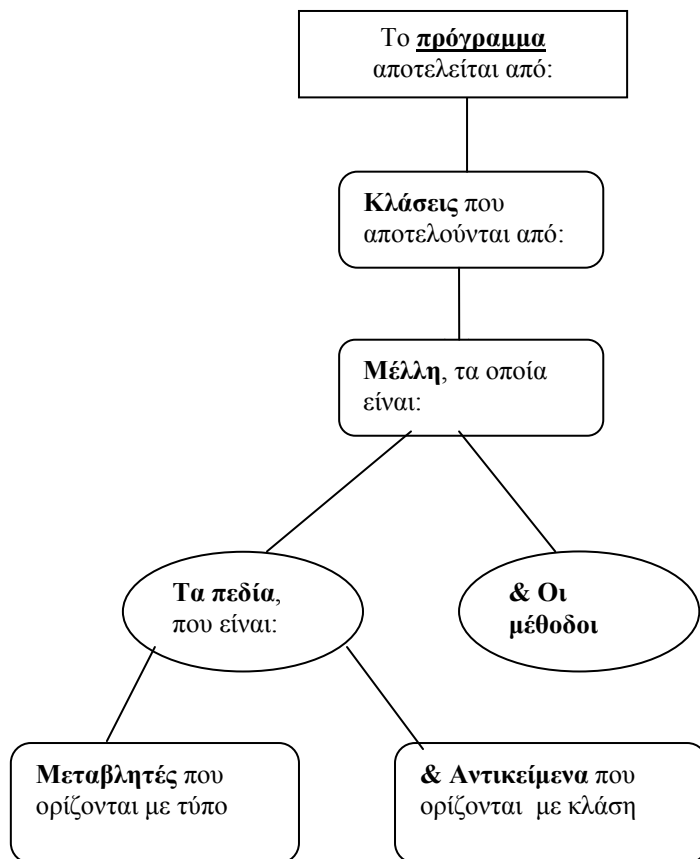 Το πρόγραμμα
αποτελείται από:
Κλάσεις που
αποτελούνται από:
Μέλλη, τα οποία
είναι:
Τα πεδία,
που είναι:
& Οι
μέθοδοι
Μεταβλητές που
ορίζονται με τύπο
& Αντικείμενα που
ορίζονται με κλάση